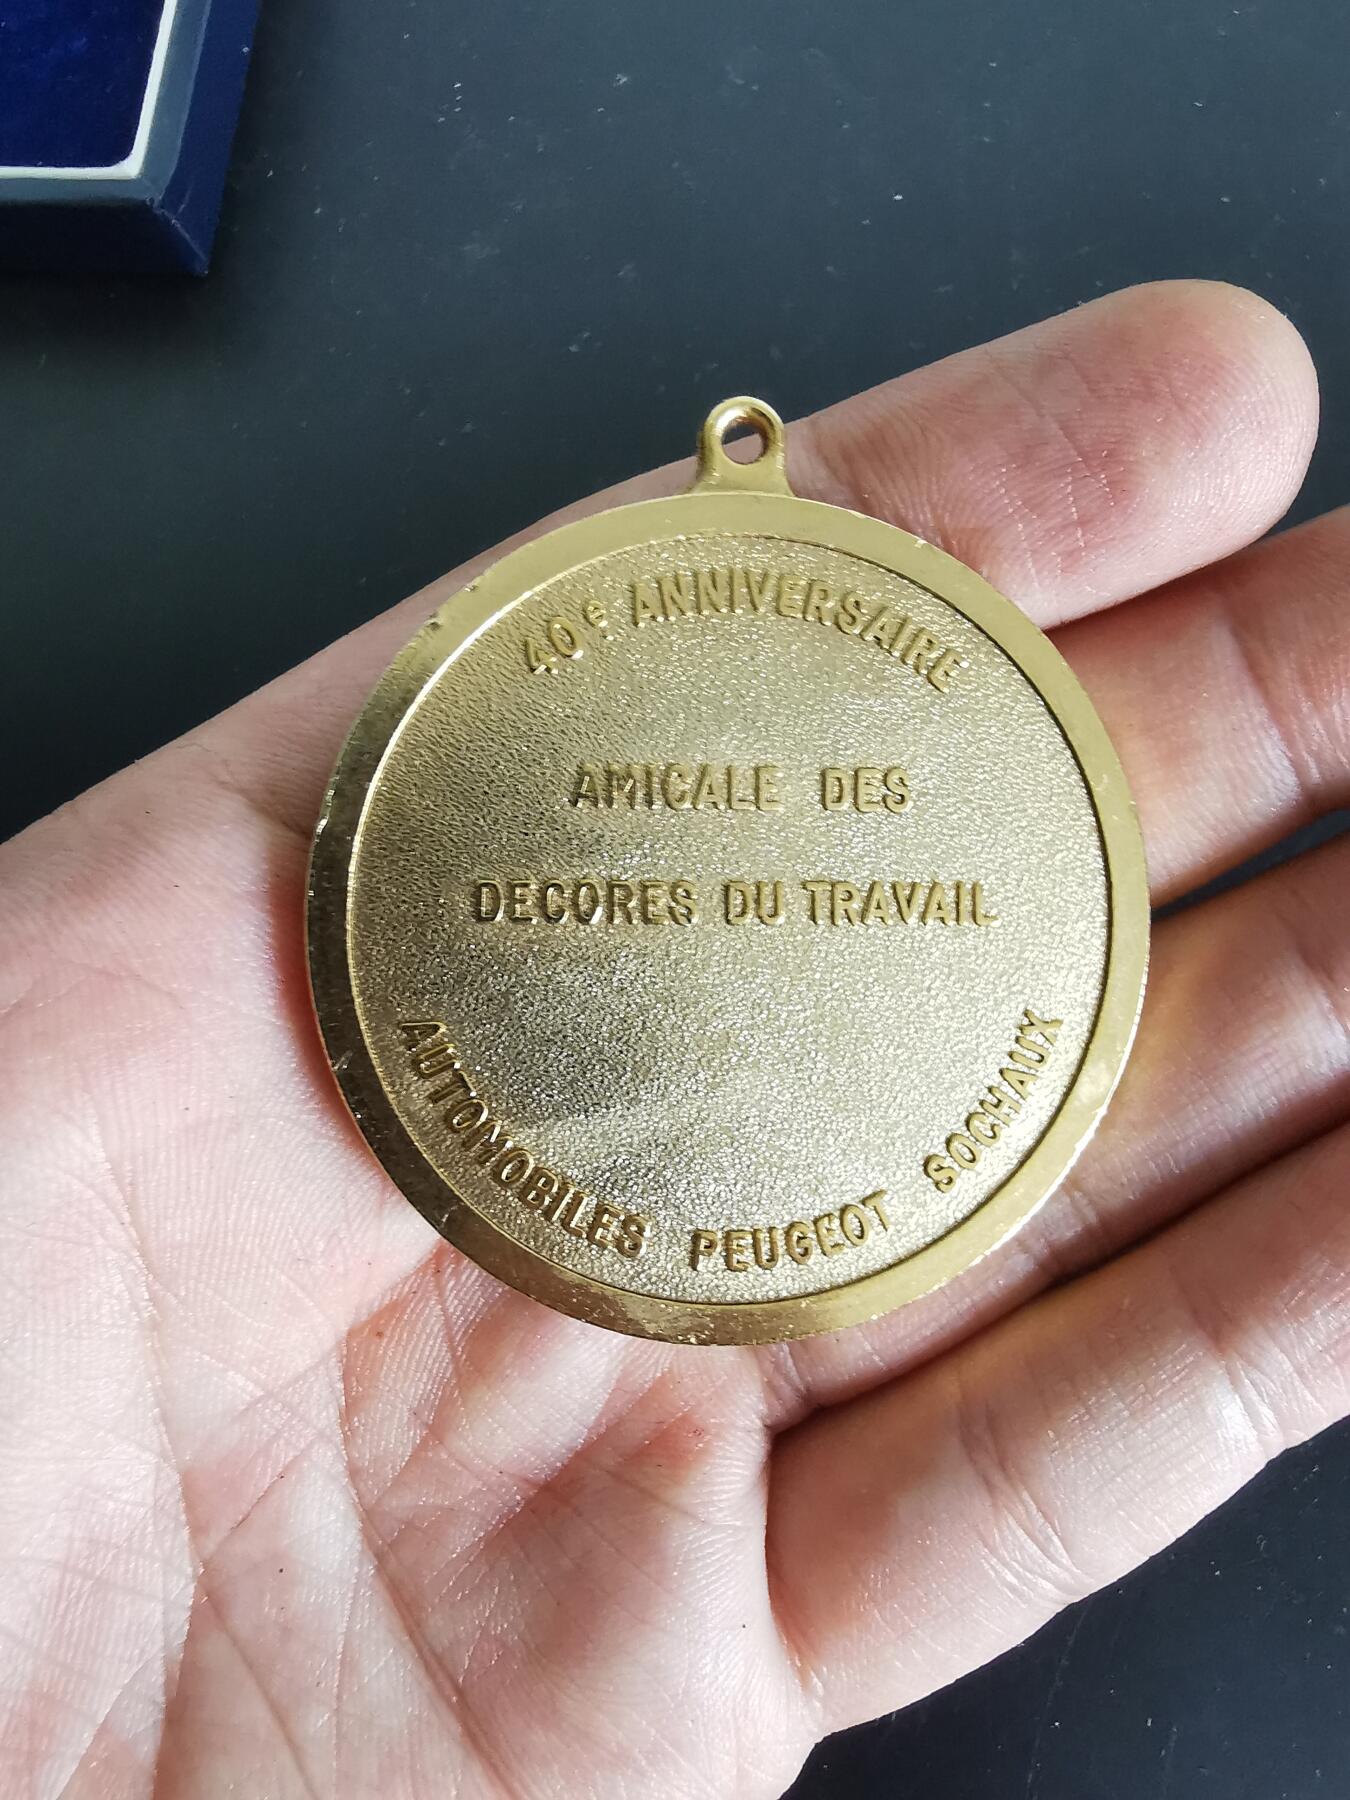 40e ANNIVERSAIRE
AMICALE DES
DECORES DU TRAVAIL
AUTOMOBILES PEUGEOT SOCHAUX